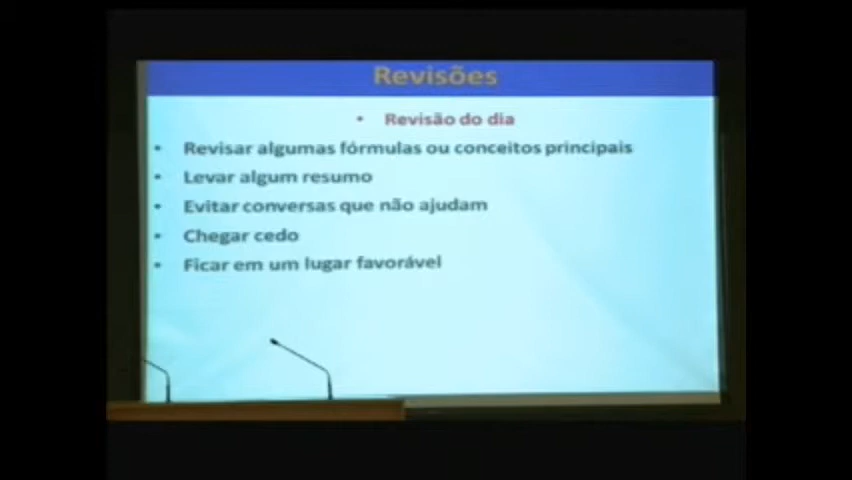 Revisões
• Revisão do dia
• Revisar algumas fórmulas ou conceitos principais
• Levar algum resumo
• Evitar conversas que não ajudam
• Chegar cedo
• Ficar em um lugar favorável